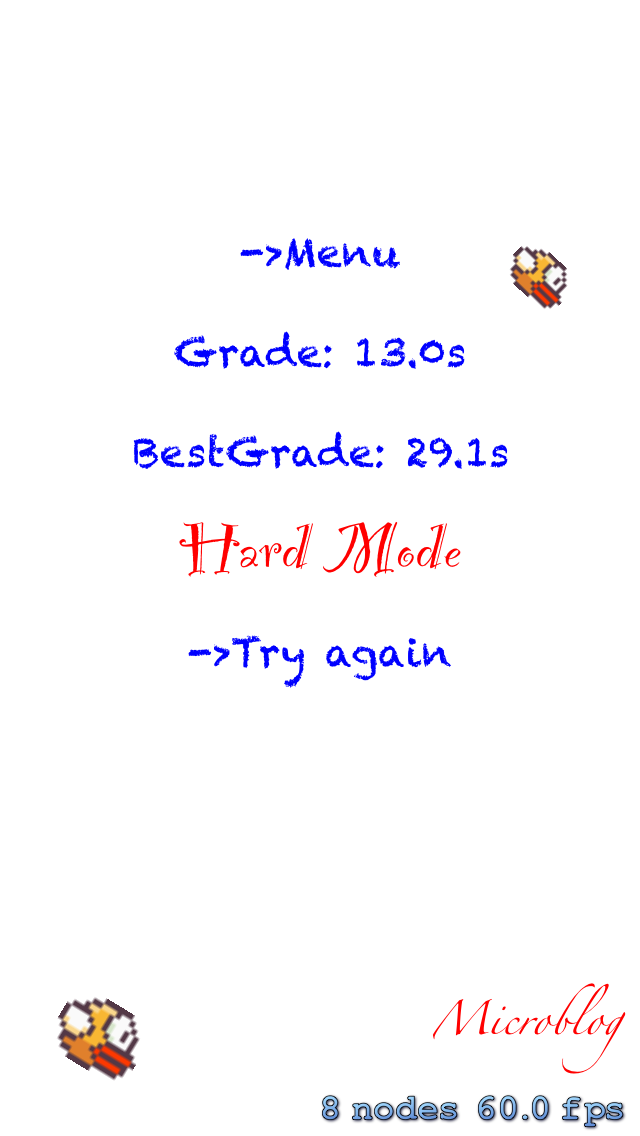 ->Menu
Grade: 13.0s
BestGrade: 29.1s
Hard Mode
->Try again
Microblog
8 nodes 60.0 fps